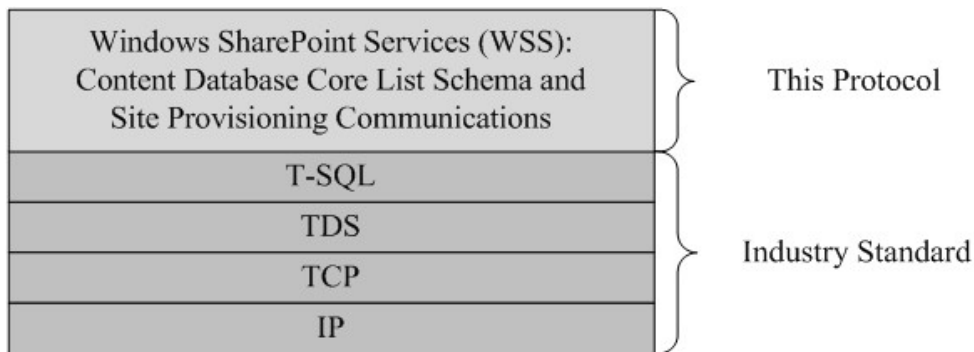 Windows SharePoint Services (WSS):
Content Database Core List Schema and
Site Provisioning Communications
This Protocol
T-SQL
TDS
TCP
IP
Industry Standard